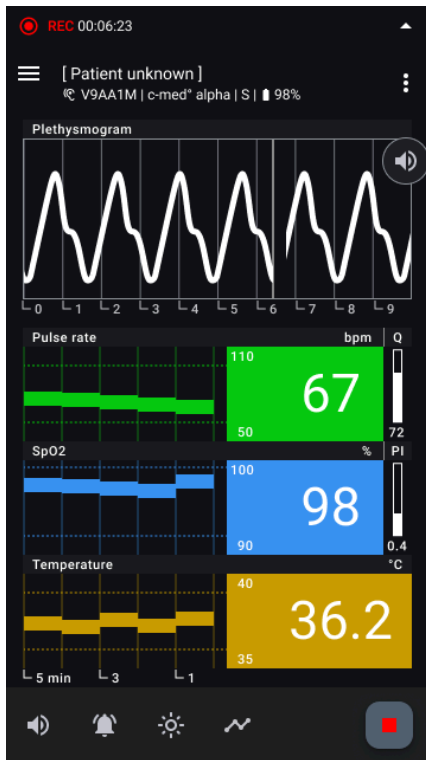 REC 00:06:23
[ Patient unknown ]
V9AA1M | c-med° alpha | S | 98%
Plethysmogram
0 1 2 3 4 5 6 7 8 9
Pulse rate bpm Q
110
67
50
72
SpO2 % PI
100
98
90
0.4
Temperature °C
40
36.2
35
5 min 3 1